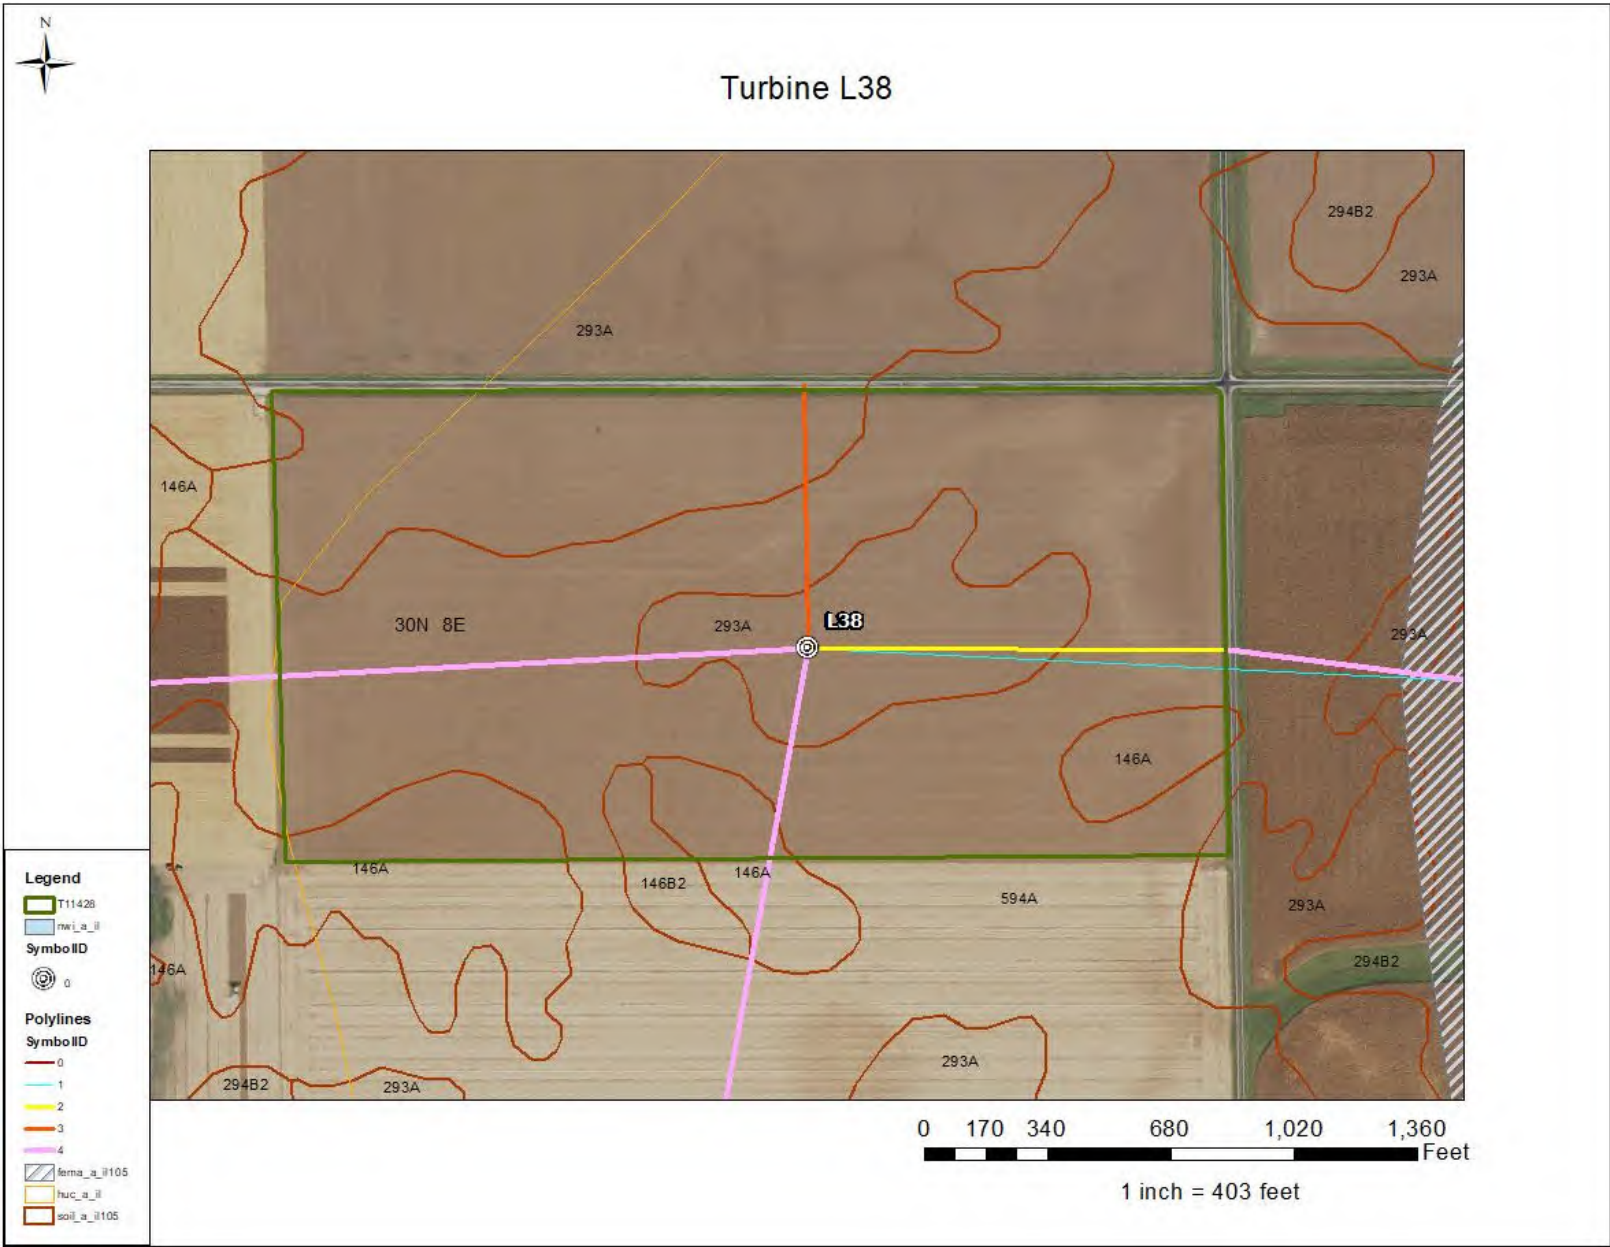 N
Turbine L38
294B2
293A
293A
146A
30N 8E
293A
L38
293A
146A
146A
146B2
146A
594A
293A
146A
294B2
293A
294B2
293A
Legend
T11428
nwi_a_il
SymbolID
0
Polylines
SymbolID
0
1
2
3
4
fema_a_il105
huc_a_il
soil_a_il105
0 170 340 680 1,020 1,360
Feet
1 inch = 403 feet